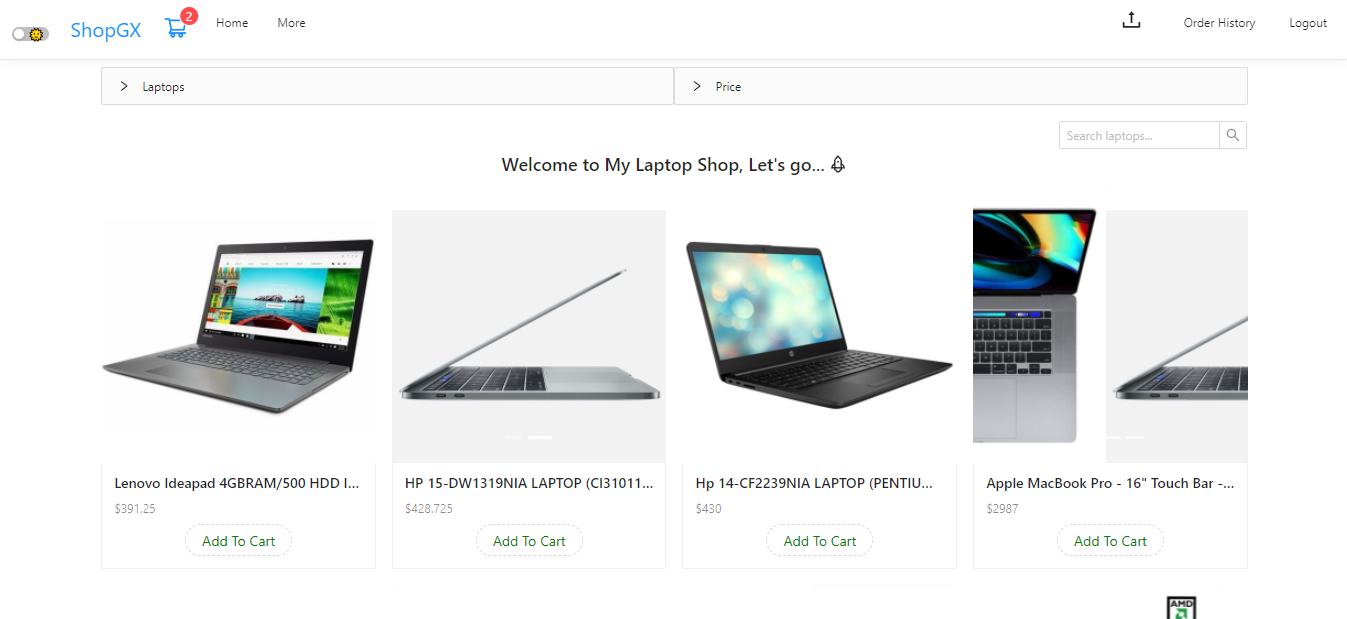 ShopGX
2
Home
More
Order History
Logout
Laptops
Price
Search laptops...
Welcome to My Laptop Shop, Let's go...
Lenovo Ideapad 4GBRAM/500 HDD I...
$391.25
Add To Cart
HP 15-DW1319NIA LAPTOP (CI31011...
$428.725
Add To Cart
Hp 14-CF2239NIA LAPTOP (PENTIU...
$430
Add To Cart
Apple MacBook Pro - 16" Touch Bar -...
$2987
Add To Cart
AMD